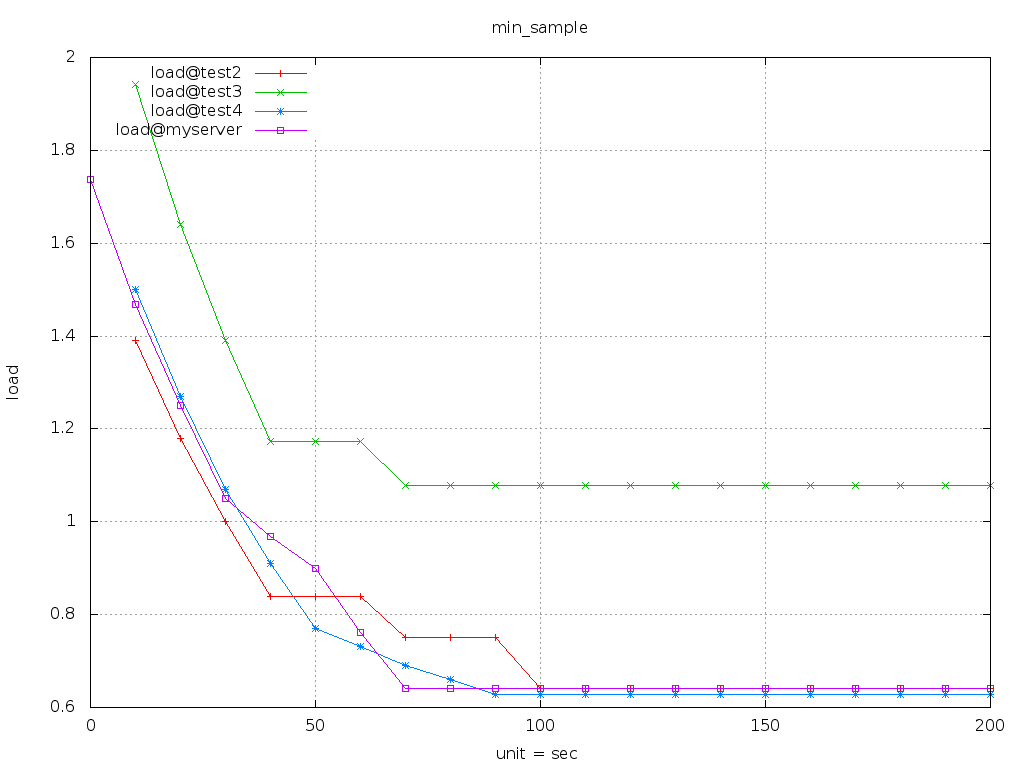 min_sample
2
load@test2
load@test3
load@test4
load@myserver
1.8
1.6
1.4
load
1.2
1
0.8
0.6
0 50 100 150 200
unit = sec